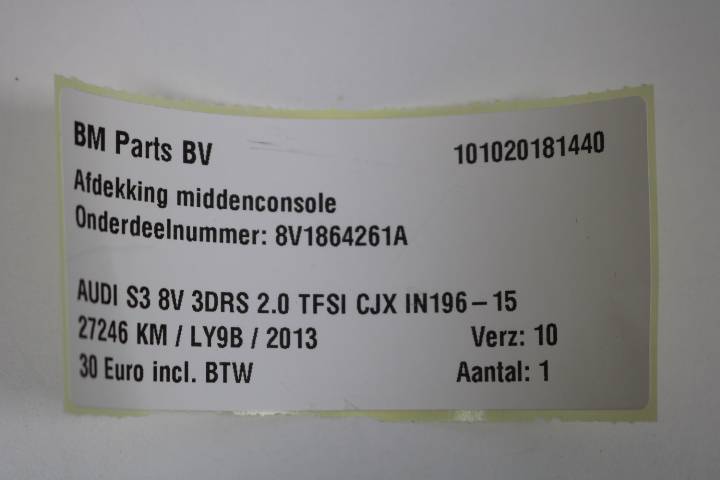 BM Parts BV 101020181440
Afdekking middenconsole
Onderdeelnummer: 8V1864261A
AUDI S3 8V 3DRS 2.0 TFSI CJX IN196-15
27246 KM / LY9B / 2013 Verz: 10
30 Euro incl. BTW Aantal: 1